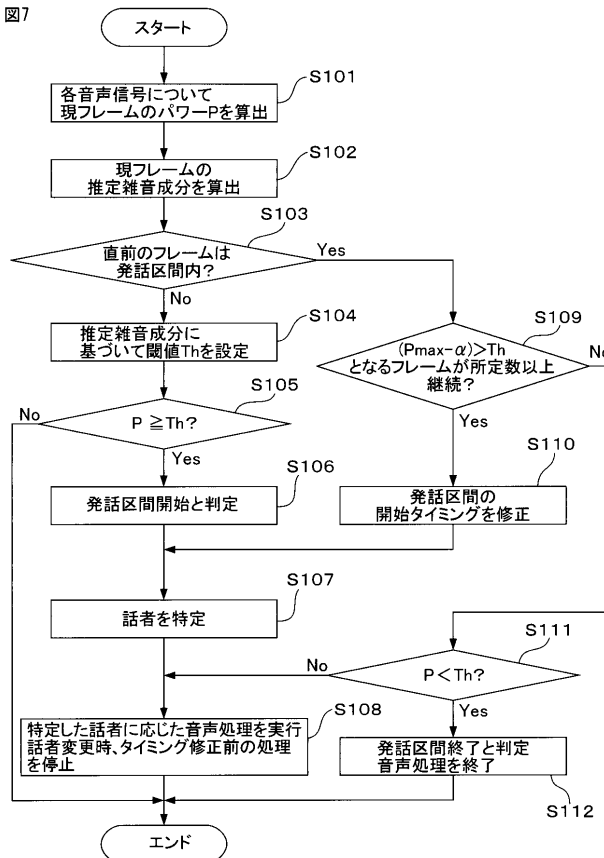 図7
スタート
S101
各音声信号について
現フレームのパワーPを算出
S102
現フレームの
推定雑音成分を算出
S103
直前のフレームは
発話区間内?
Yes
No
S104
推定雑音成分に
基づいて閾値Thを設定
S109
(Pmax-α)>Th
となるフレームが所定数以上
継続?
No
Yes
S105
P ≧Th?
No
Yes
S106
発話区間開始と判定
S110
発話区間の
開始タイミングを修正
S107
話者を特定
S111
P<Th?
No
Yes
S108
特定した話者に応じた音声処理を実行
話者変更時、タイミング修正前の処理
を停止
発話区間終了と判定
音声処理を終了
S112
エンド